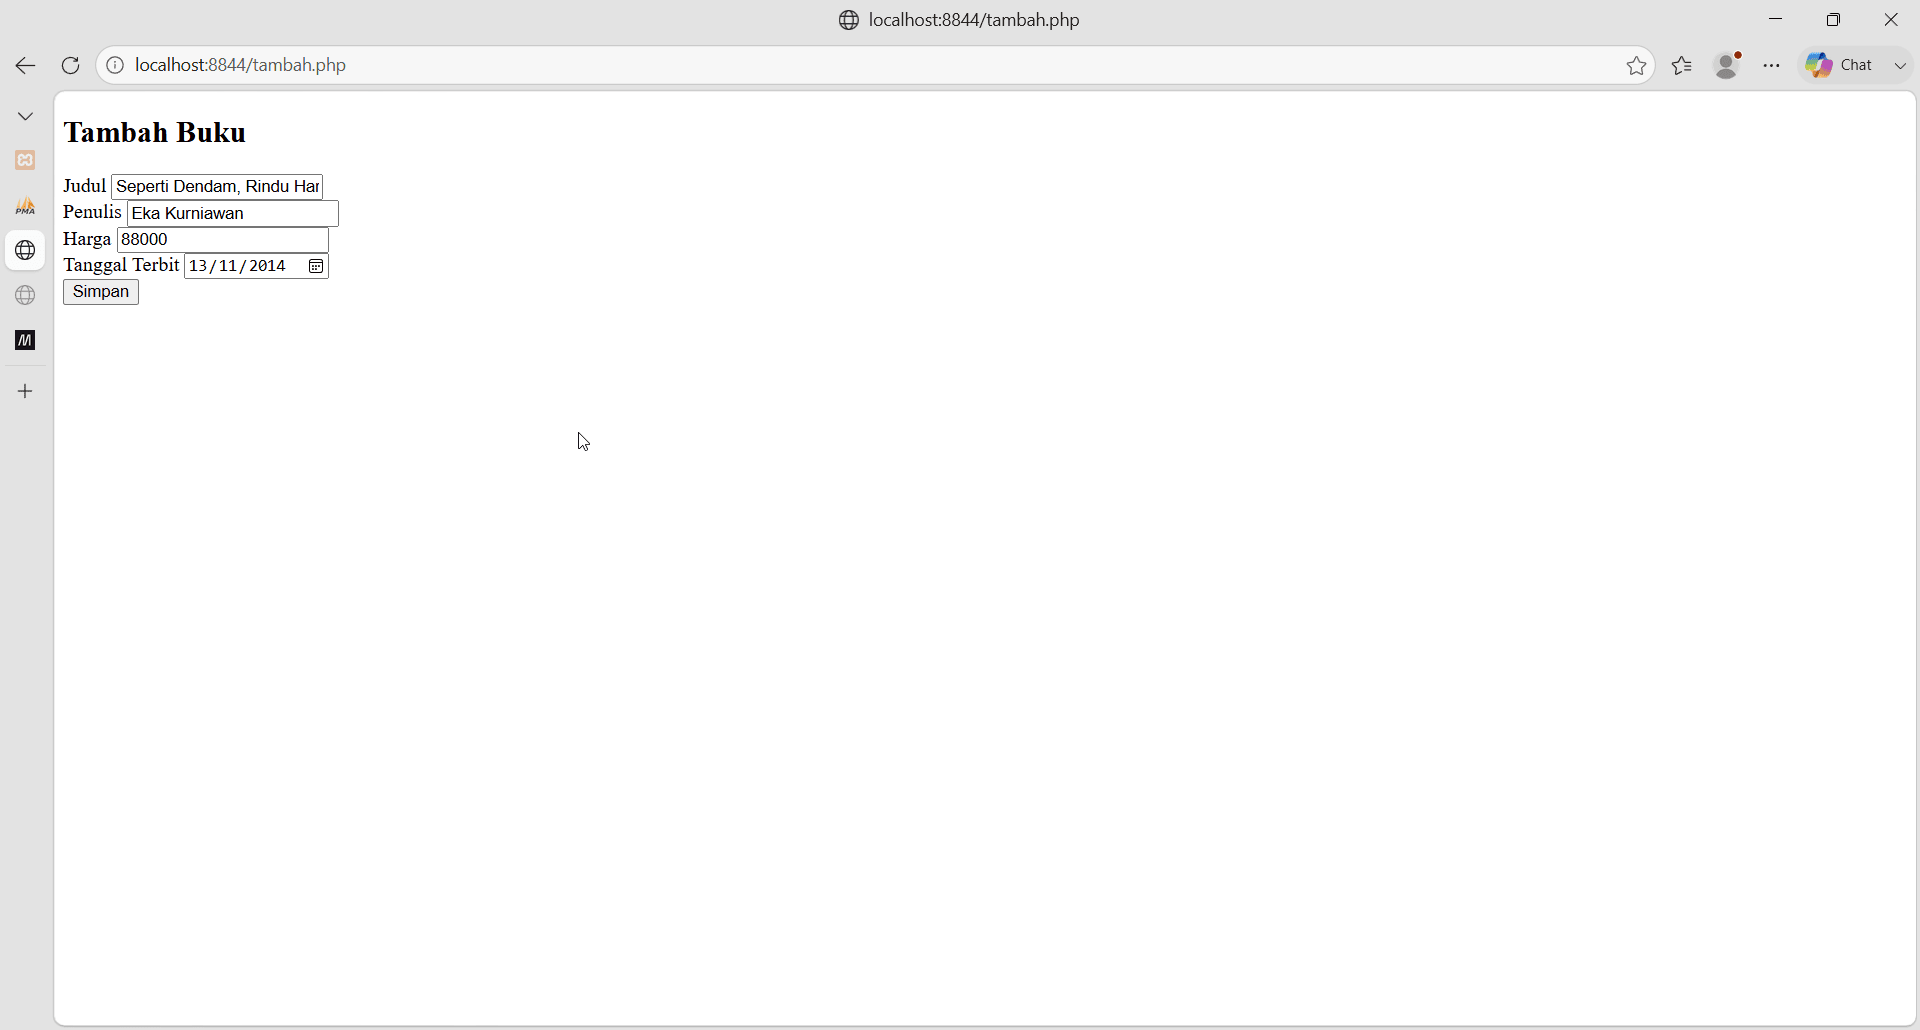 localhost:8844/tambah.php
localhost:8844/tambah.php
Chat
PMA
Tambah Buku
Judul Seperti Dendam, Rindu Har
Penulis Eka Kurniawan
Harga 88000
Tanggal Terbit 13/11/2014
Simpan